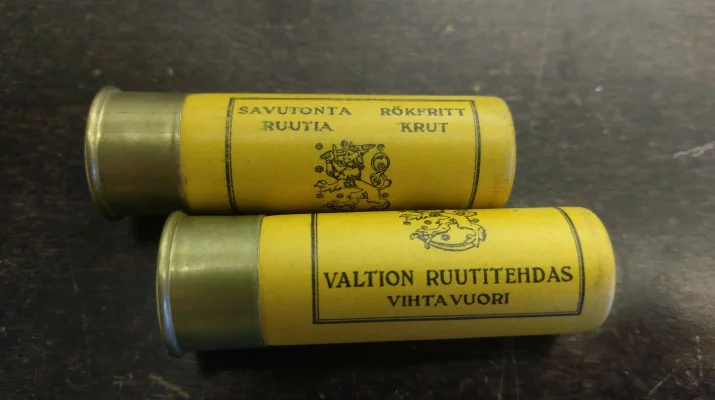 SAVUTONTA RÖKFRITT
RUUTIA KRUT
VALTION RUUTITEHDAS
VIHTAVUORI